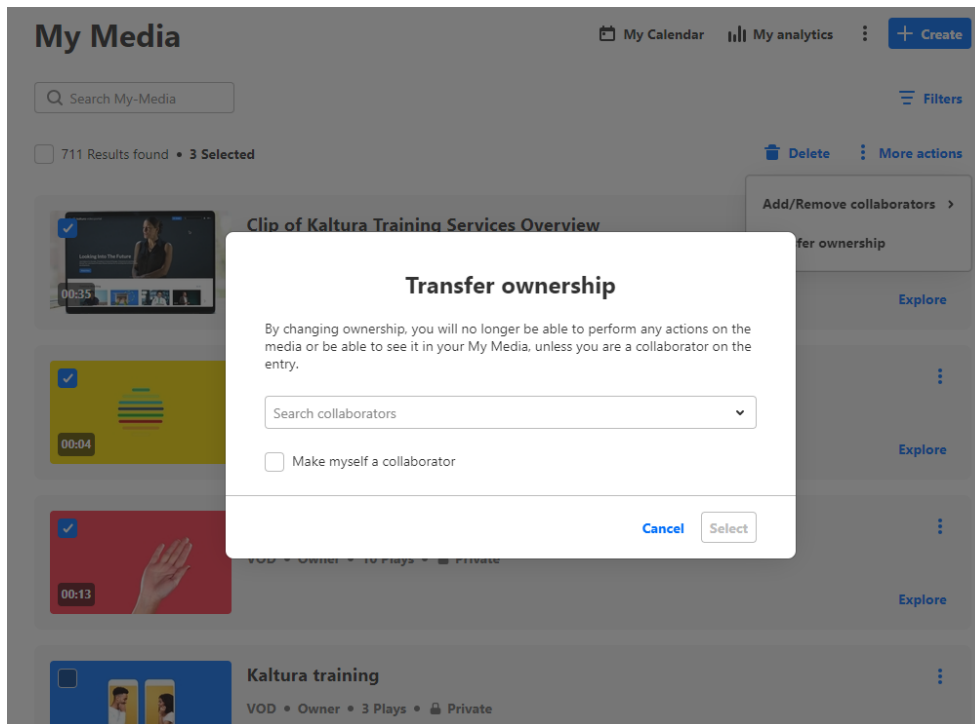 My Media
My Calendar
My analytics
Create
Search My-Media
Filters
711 Results found • 3 Selected
Delete
More actions
Add/Remove collaborators
fer ownership
Clip of Kaltura Training Services Overview
Looking Into The Future
00:35
Explore
Transfer ownership
By changing ownership, you will no longer be able to perform any actions on the
media or be able to see it in your My Media, unless you are a collaborator on the
entry.
Search collaborators
Make myself a collaborator
Cancel
Select
00:04
Explore
VOD • Owner • 10 Plays • Private
00:13
Explore
Kaltura training
VOD • Owner • 3 Plays • Private